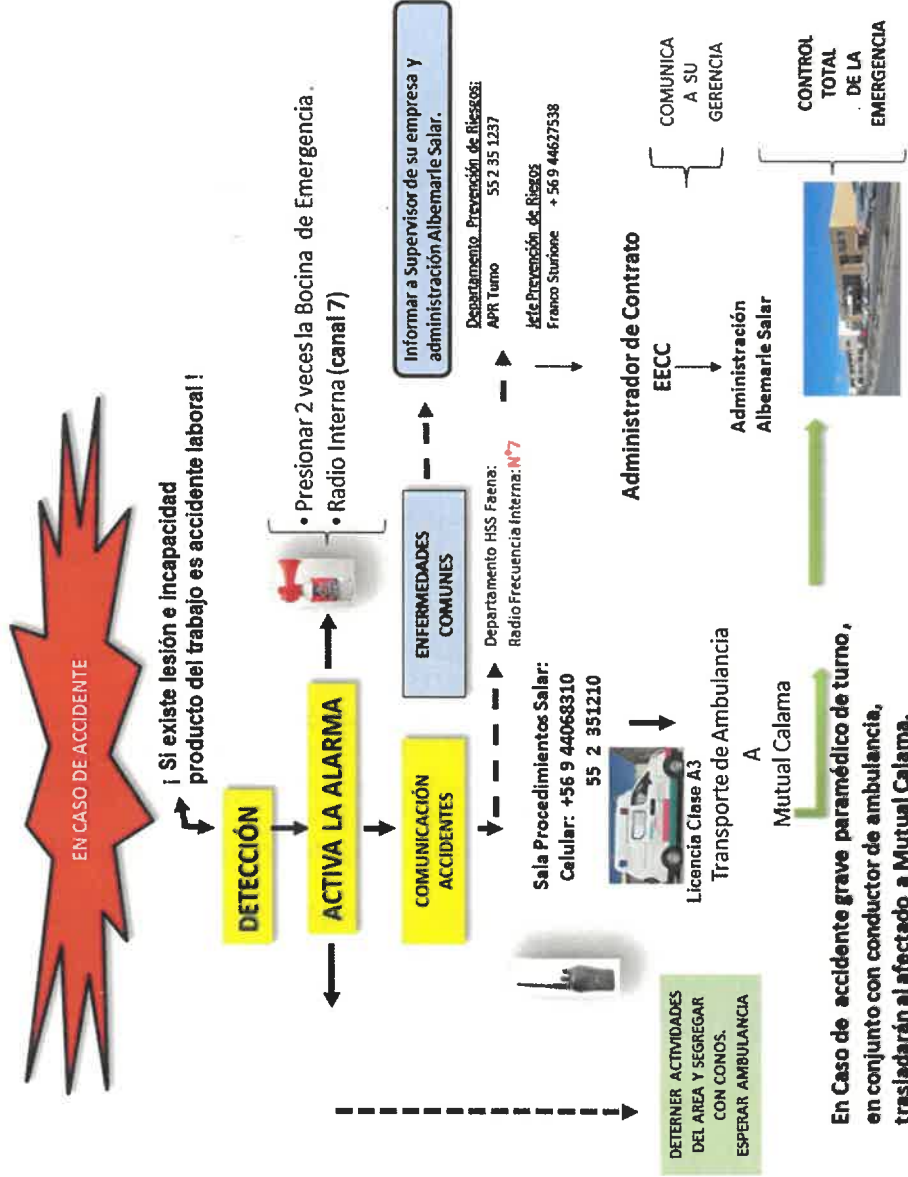 EN CASO DE ACCIDENTE
¡ Si existe lesión e incapacidad
producto del trabajo es accidente laboral !
DETECCIÓN
ACTIVA LA ALARMA
• Presionar 2 veces la Bocina de Emergencia.
• Radio Interna (canal 7)
COMUNICACIÓN
ACCIDENTES
ENFERMEDADES
COMUNES
Informar a Supervisor de su empresa y
administración Albemarle Salar.
Departamento HSS Faena:
Radio Frecuencia Interna: N°7
Departamento Prevención de Riesgos:
APR Turno 55 2 35 1237
Jefe Prevención de Riegos
Franco Sturione + 56 9 44627538
Sala Procedimientos Salar:
Celular: +56 9 44068310
55 2 351210
Licencia Clase A3
Transporte de Ambulancia
A
Mutual Calama
Administrador de Contrato
EECC
Administración
Albemarle Salar
COMUNICA
A SU
GERENCIA
CONTROL
TOTAL
. DE LA
EMERGENCIA
DETERNER ACTIVIDADES
DEL AREA Y SEGREGAR
CON CONOS.
ESPERAR AMBULANCIA
En Caso de accidente grave paramédico de turno,
en conjunto con conductor de ambulancia,
trasladarán al afectado a Mutual Calama.